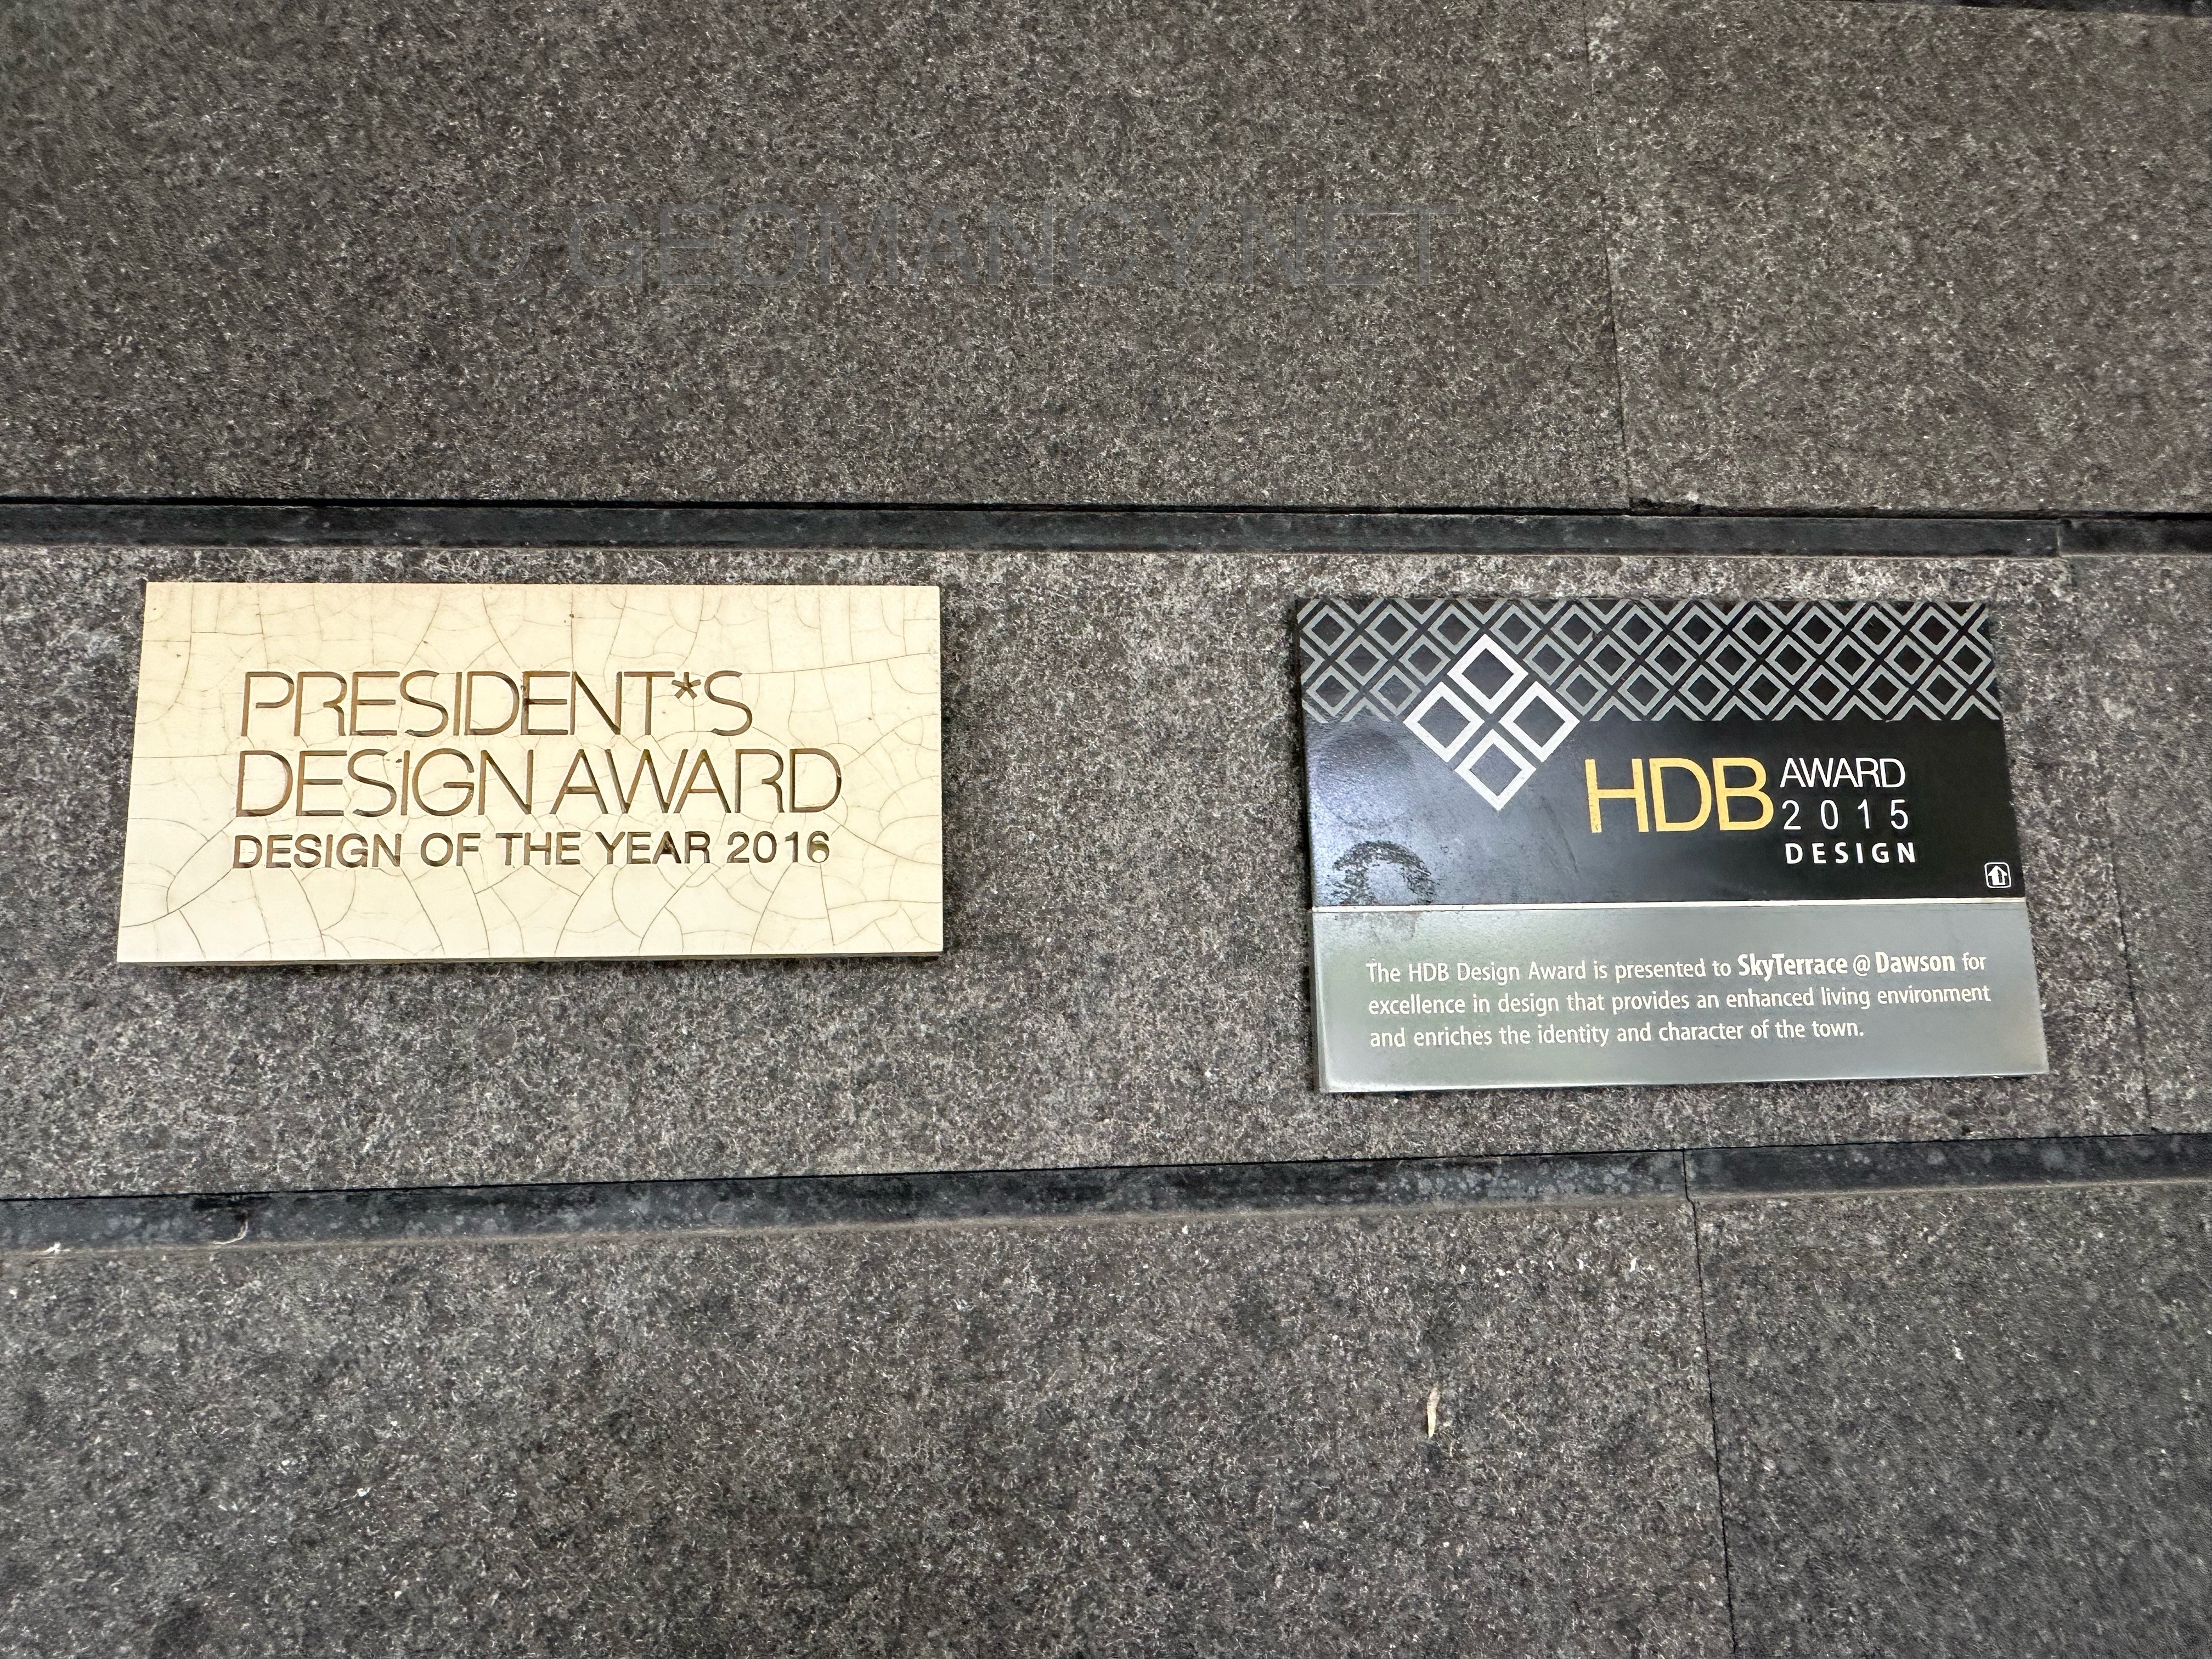 © GEOMANCY.NET
PRESIDENT*S
DESIGN AWARD
DESIGN OF THE YEAR 2016
HDB AWARD
2015
DESIGN
The HDB Design Award is presented to SkyTerrace @ Dawson for
excellence in design that provides an enhanced living environment
and enriches the identity and character of the town.